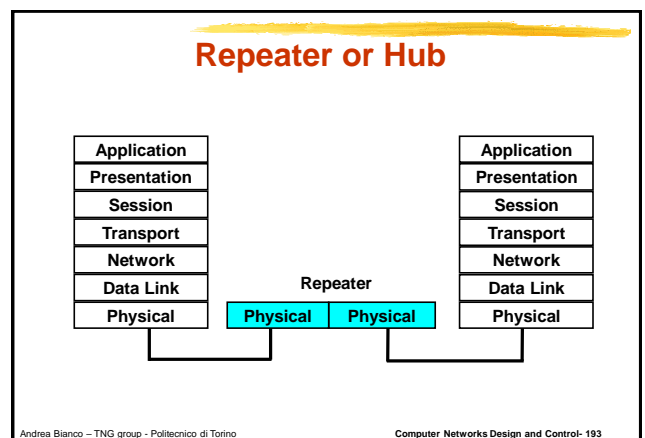 Repeater or Hub
Application
Presentation
Session
Transport
Network
Data Link
Physical
Repeater
Physical Physical
Application
Presentation
Session
Transport
Network
Data Link
Physical
Andrea Bianco – TNG group - Politecnico di Torino
Computer Networks Design and Control- 193